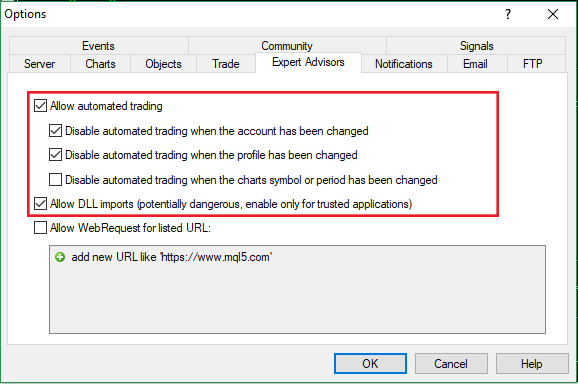 Options
Events Community Signals
Server Charts Objects Trade Expert Advisors Notifications Email FTP
Allow automated trading
Disable automated trading when the account has been changed
Disable automated trading when the profile has been changed
Disable automated trading when the charts symbol or period has been changed
Allow DLL imports (potentially dangerous, enable only for trusted applications)
Allow WebRequest for listed URL:
add new URL like 'https://www.mql5.com'
OK Cancel Help